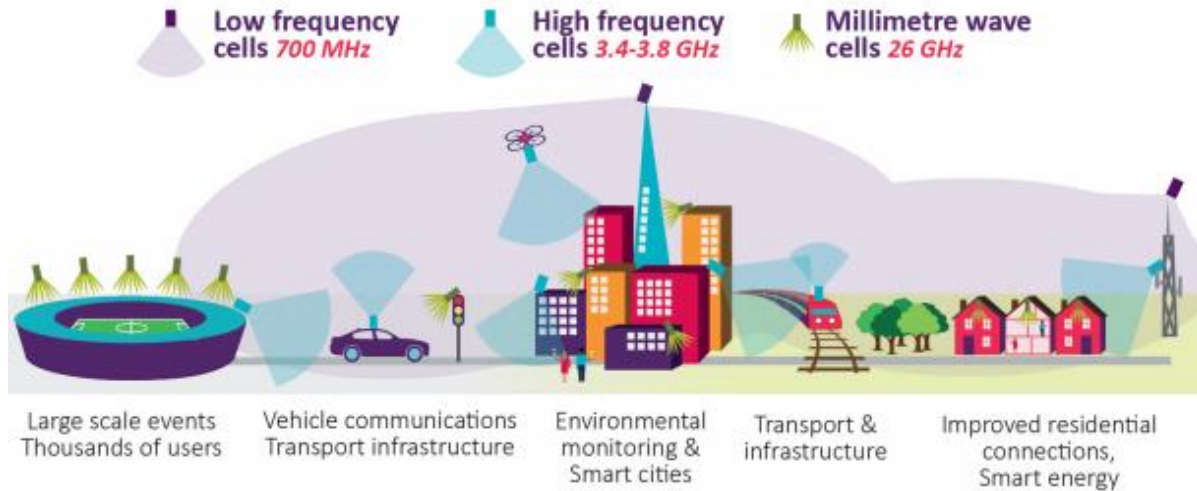 Low frequency
cells 700 MHz
High frequency
cells 3.4-3.8 GHz
Millimetre wave
cells 26 GHz
Large scale events
Thousands of users
Vehicle communications
Transport infrastructure
Environmental
monitoring &
Smart cities
Transport &
infrastructure
Improved residential
connections,
Smart energy